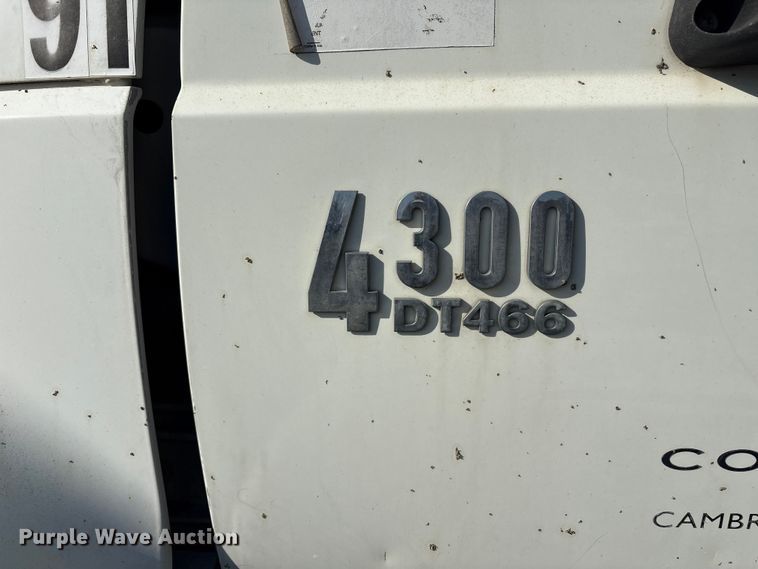 91
4300
DT466
CO
CAMBR
Purple Wave Auction